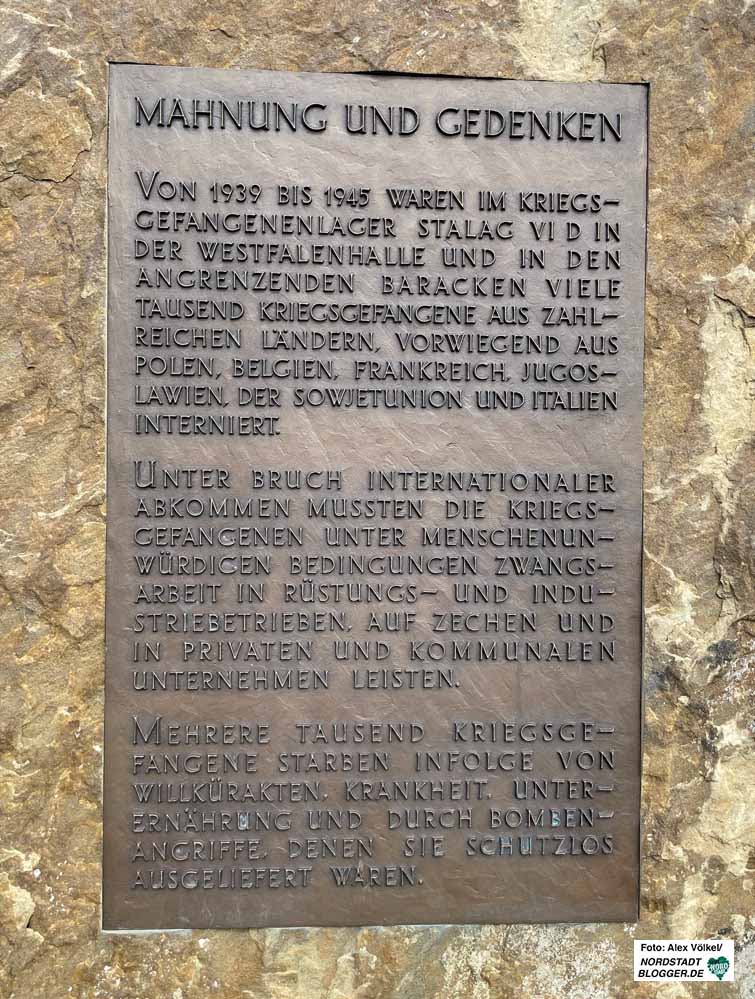 MAHNUNG UND GEDENKEN
VON 1939 BIS 1945 WAREN IM KRIEGS-
GEFANGENENLAGER STALAG VI D IN
DER WESTFALENHALLE UND IN DEN
ANGRENZENDEN BARACKEN VIELE
TAUSEND KRIEGSGEFANGENE AUS ZAHL-
REICHEN LÄNDERN, VORWIEGEND AUS
POLEN, BELGIEN, FRANKREICH, JUGOS-
LAWIEN, DER SOWJETUNION UND ITALIEN
INTERNIERT.
UNTER BRUCH INTERNATIONALER
ABKOMMEN MUSSTEN DIE KRIEGS-
GEFANGENEN UNTER MENSCHENUN-
WÜRDIGEN BEDINGUNGEN ZWANGS-
ARBEIT IN RÜSTUNGS- UND INDU-
STRIEBETRIEBEN, AUF ZECHEN UND
IN PRIVATEN UND KOMMUNALEN
UNTERNEHMEN LEISTEN.
MEHRERE TAUSEND KRIEGSGE-
FANGENE STARBEN INFOLGE VON
WILLKÜRAKTEN, KRANKHEIT, UNTER-
ERNÄHRUNG UND DURCH BOMBEN-
ANGRIFFE, DENEN SIE SCHUTZLOS
AUSGELIEFERT WAREN.
Foto: Alex Völkel/
NORDSTADT
BLOGGER.DE